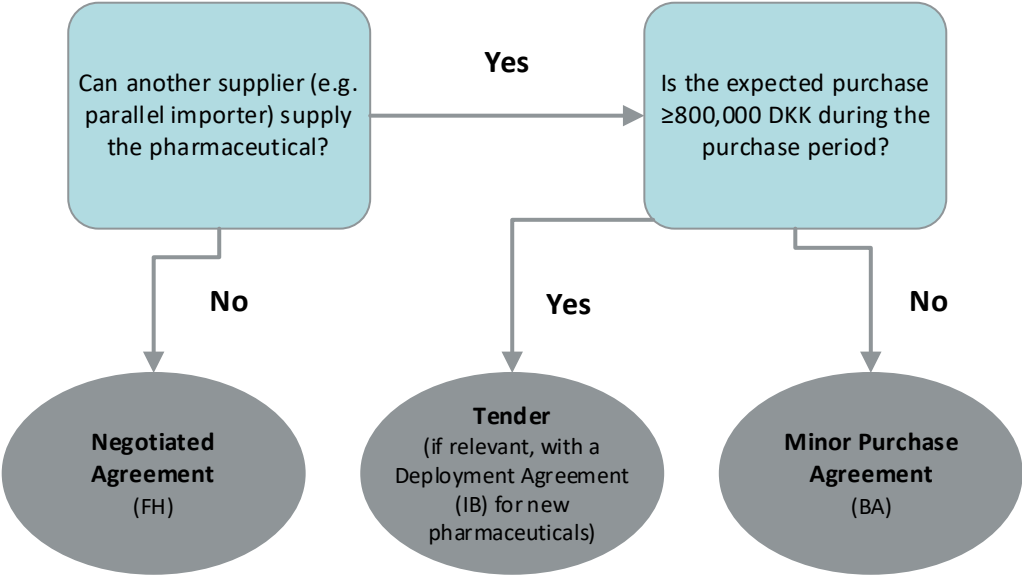 Can another supplier (e.g.
parallel importer) supply
the pharmaceutical?
Yes
Is the expected purchase
≥800,000 DKK during the
purchase period?
No
Yes
No
Negotiated
Agreement
(FH)
Tender
(if relevant, with a
Deployment Agreement
(IB) for new
pharmaceuticals)
Minor Purchase
Agreement
(BA)